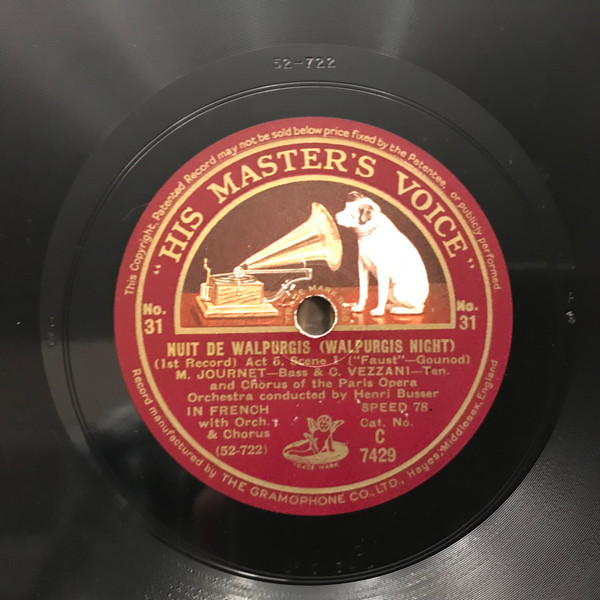 52-722
This Copyright Patented Record may not be sold below price fixed by the Patentee, or publicly performed.
"HIS MASTER'S VOICE"
No. 31
No. 31
NUIT DE WALPURGIS (WALPURGIS NIGHT)
(1st Record) Act 5, Scene 1 ("Faust"—Gounod)
M. JOURNET—Bass & C. VEZZANI—Ten.
and Chorus of the Paris Opera
Orchestra conducted by Henri Busser
IN FRENCH
with Orch.
& Chorus
(52-722)
SPEED 78.
Cat. No.
C
7429
TRADE MARK
Record manufactured by THE GRAMOPHONE CO., LTD., Hayes, Middlesex, England